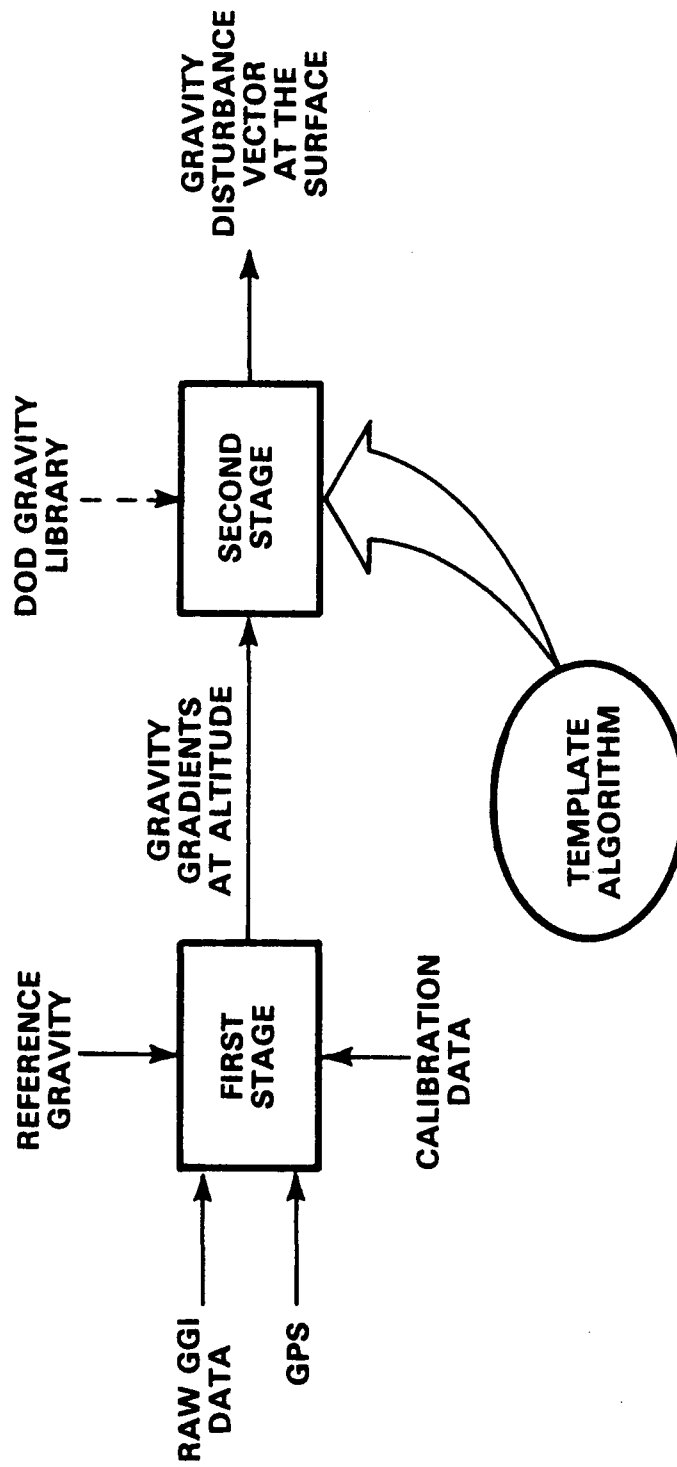 RAW GGI
DATA
GPS
REFERENCE
GRAVITY
FIRST
STAGE
CALIBRATION
DATA
GRAVITY
GRADIENTS
AT ALTITUDE
DOD GRAVITY
LIBRARY
SECOND
STAGE
TEMPLATE
ALGORITHM
GRAVITY
DISTURBANCE
VECTOR
AT THE
SURFACE